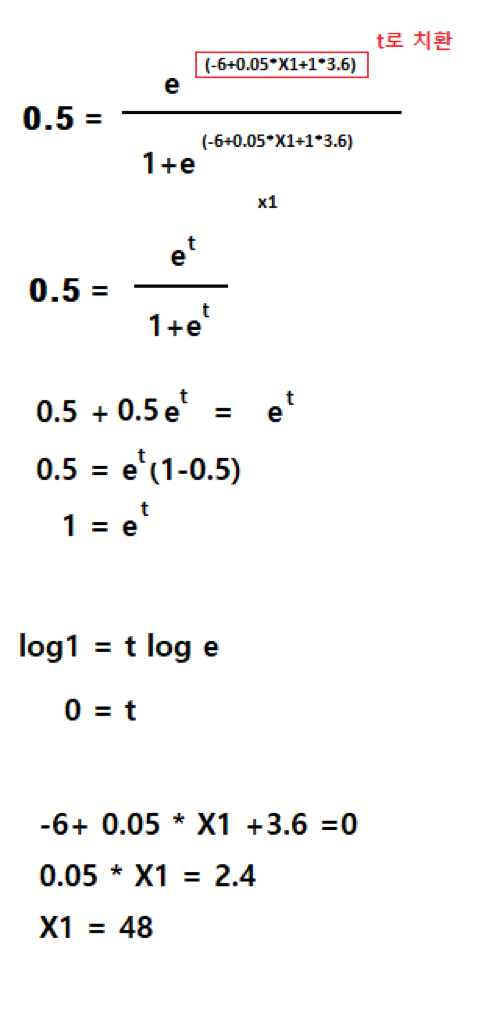 t로 치환
0.5 = e^(-6+0.05*X1+1*3.6) / 1+e^(-6+0.05*X1+1*3.6)
x1
0.5 = e^t / 1+e^t
0.5 + 0.5e^t = e^t
0.5 = e^t(1-0.5)
1 = e^t
log1 = t log e
0 = t
-6+ 0.05 * X1 +3.6 =0
0.05 * X1 = 2.4
X1 = 48